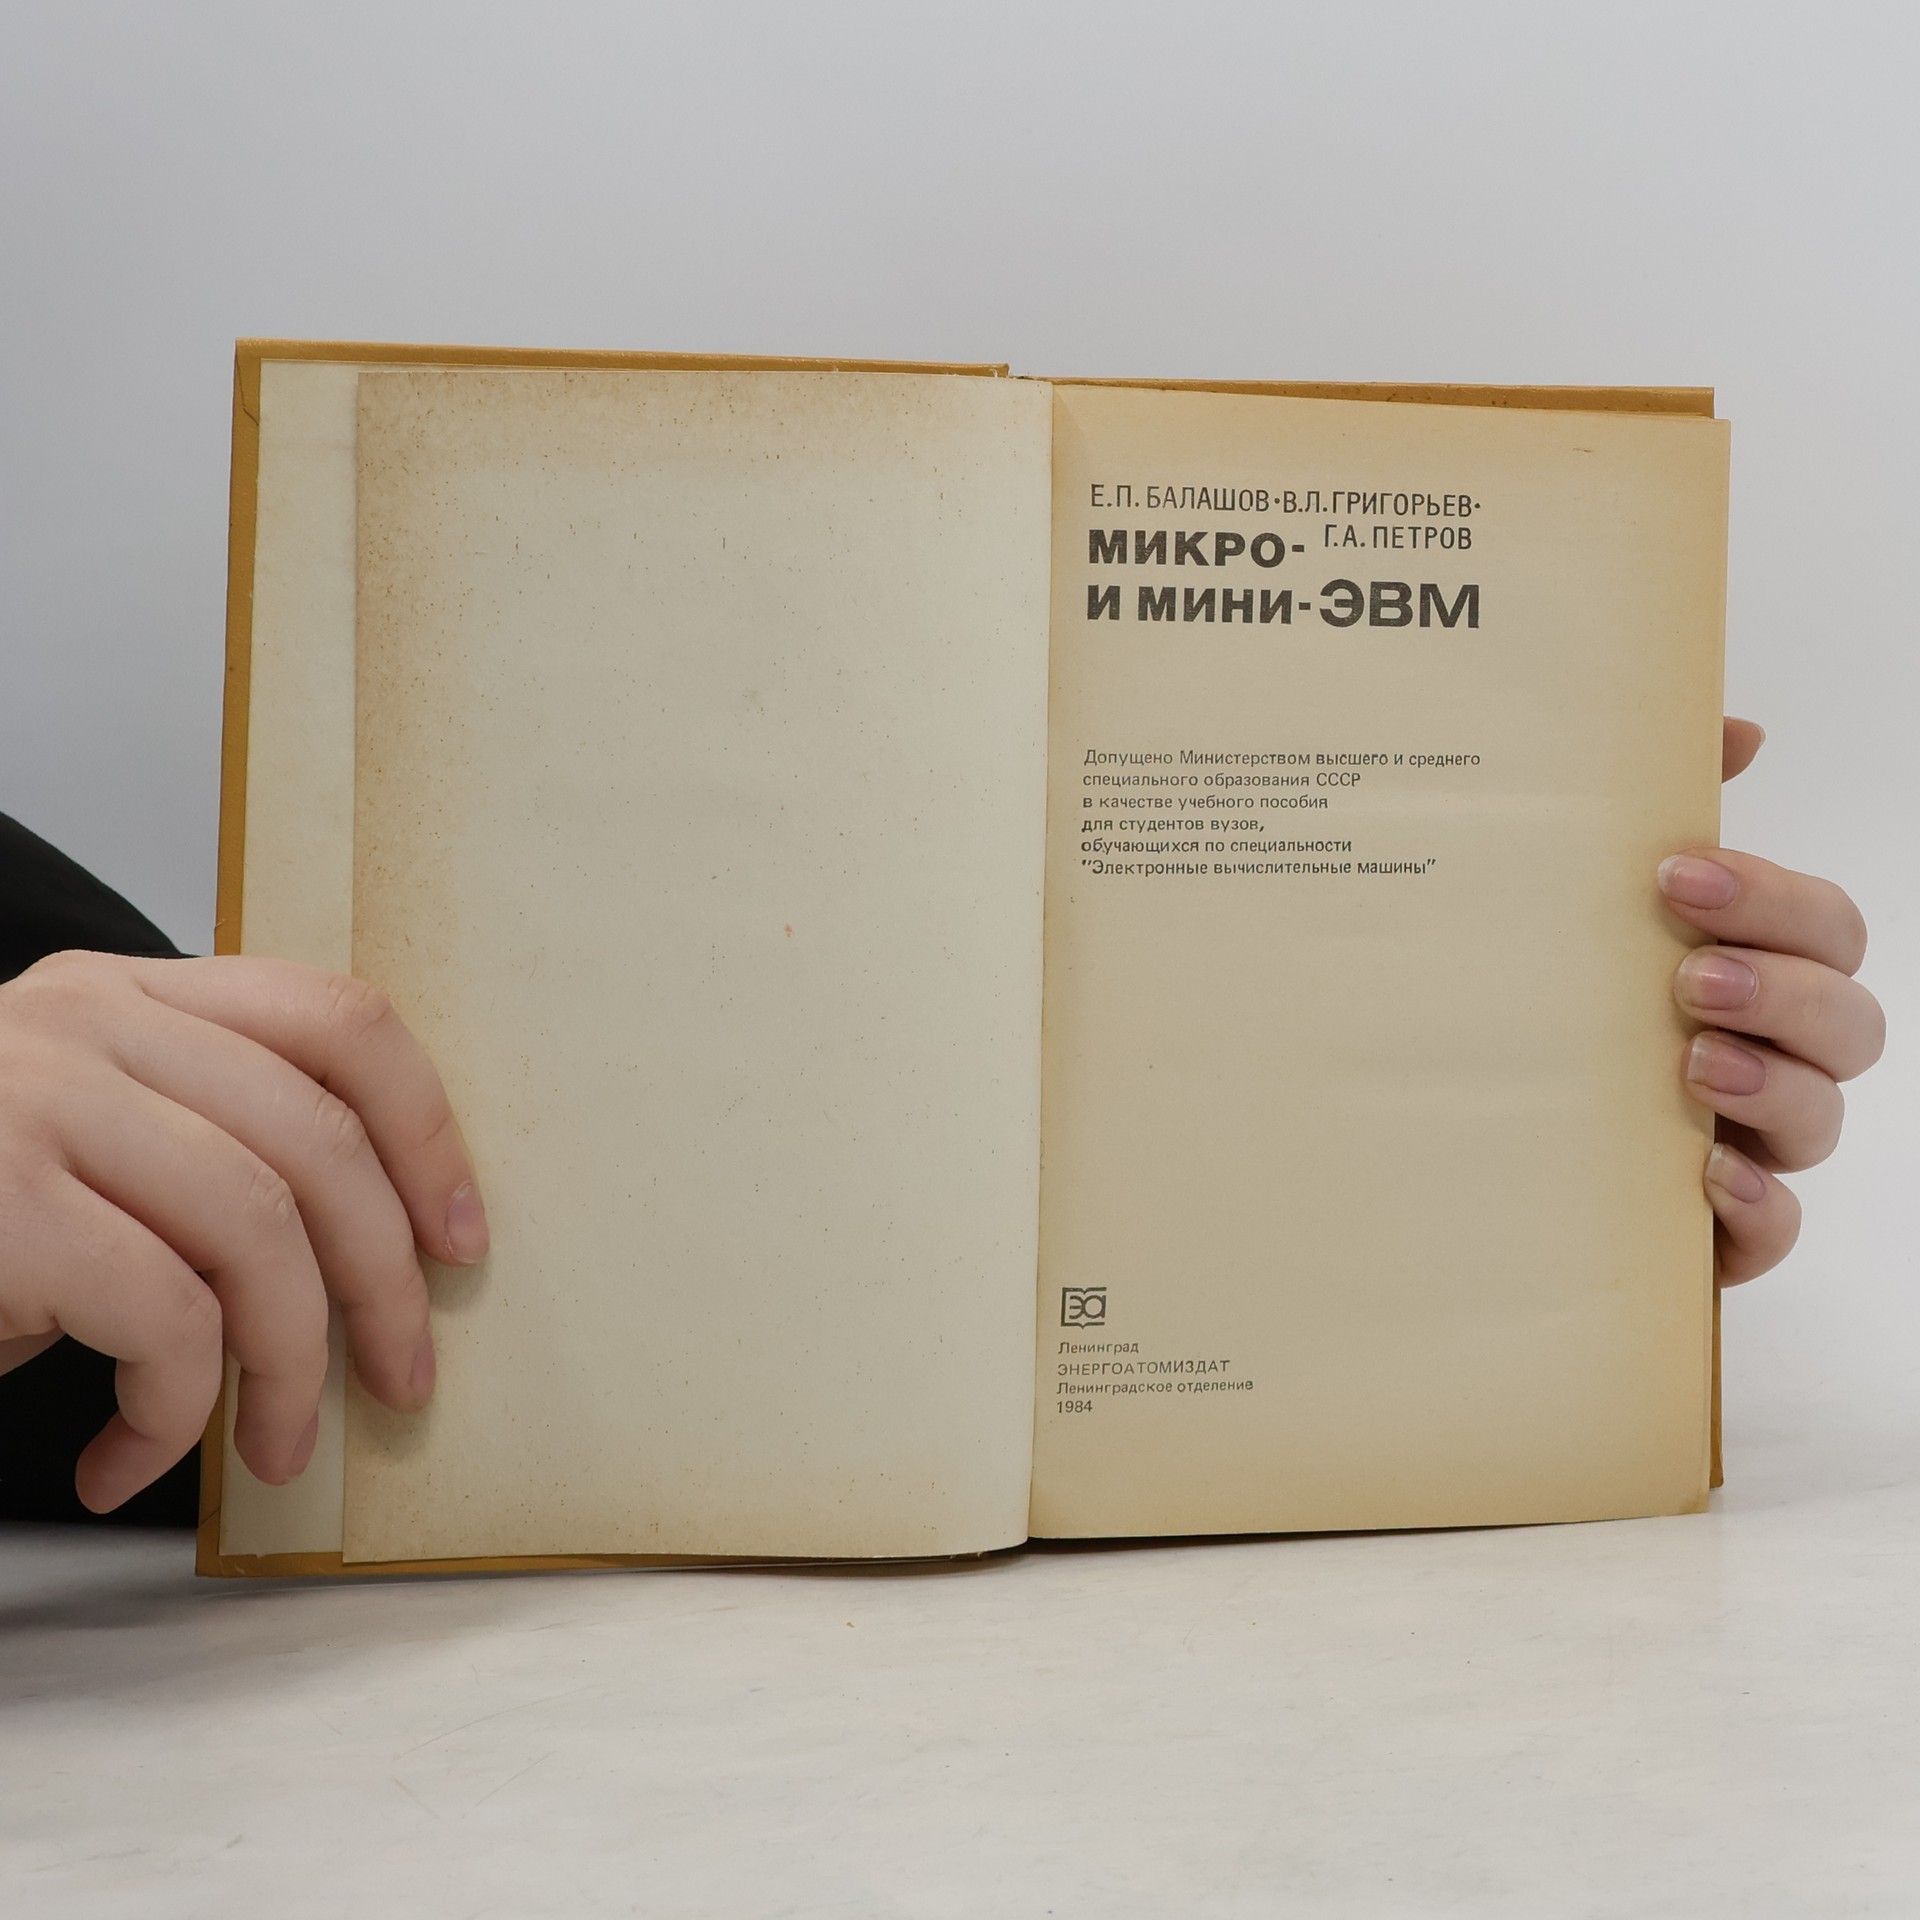 Е.П. БАЛАШОВ·В.Л.ГРИГОРЬЕВ·
Г.А. ПЕТРОВ
МИКРО-
И МИНИ-ЭВМ
Допущено Министерством высшего и среднего
специального образования СССР
в качестве учебного пособия
для студентов вузов,
обучающихся по специальности
"Электронные вычислительные машины"
эа
Ленинград
ЭНЕРГОАТОМИЗДАТ
Ленинградское отделение
1984